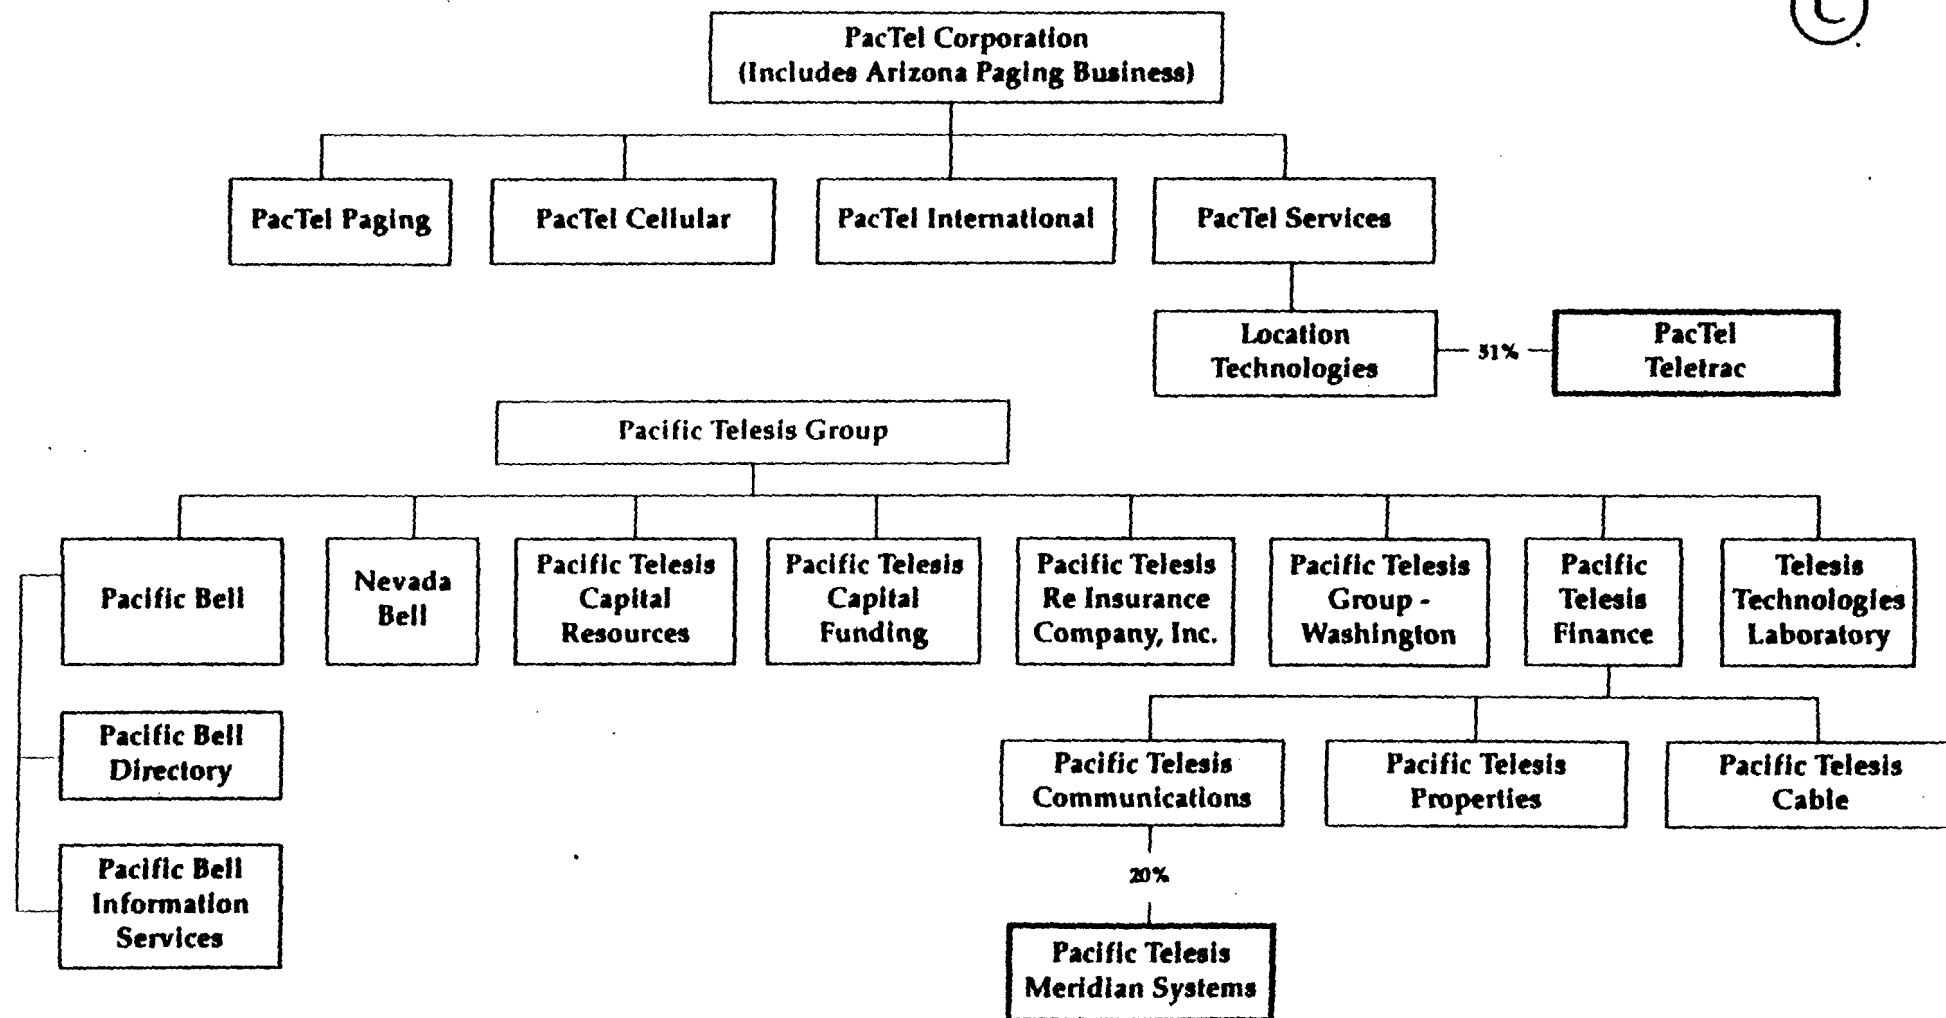 C
PacTel Corporation
(Includes Arizona Paging Business)
PacTel Paging
PacTel Cellular
PacTel International
PacTel Services
Location
Technologies
51%
PacTel
Teletrac
Pacific Telesis Group
Pacific Bell
Nevada
Bell
Pacific Telesis
Capital
Resources
Pacific Telesis
Capital
Funding
Pacific Telesis
Re Insurance
Company, Inc.
Pacific Telesis
Group -
Washington
Pacific
Telesis
Finance
Telesis
Technologies
Laboratory
Pacific Bell
Directory
Pacific Bell
Information
Services
Pacific Telesis
Communications
Pacific Telesis
Properties
Pacific Telesis
Cable
20%
Pacific Telesis
Meridian Systems